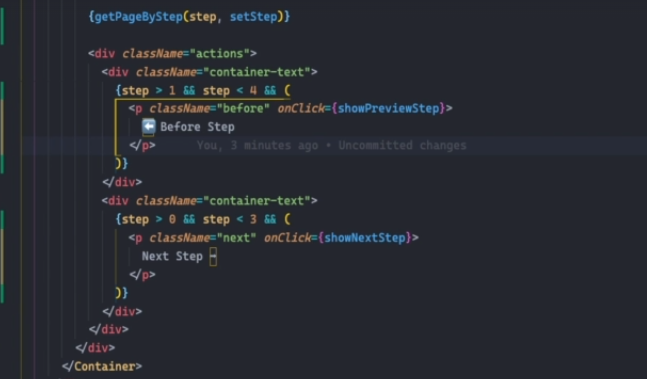 {getPageByStep(step, setStep)}
<div className="actions">
<div className="container-text">
{step > 1 && step < 4 && (
<p className="before" onClick={showPreviewStep}>
⬅️ Before Step
</p> You, 3 minutes ago • Uncommitted changes
)}
</div>
<div className="container-text">
{step > 0 && step < 3 && (
<p className="next" onClick={showNextStep}>
Next Step ➡
</p>
)}
</div>
</div>
</div>
</Container>